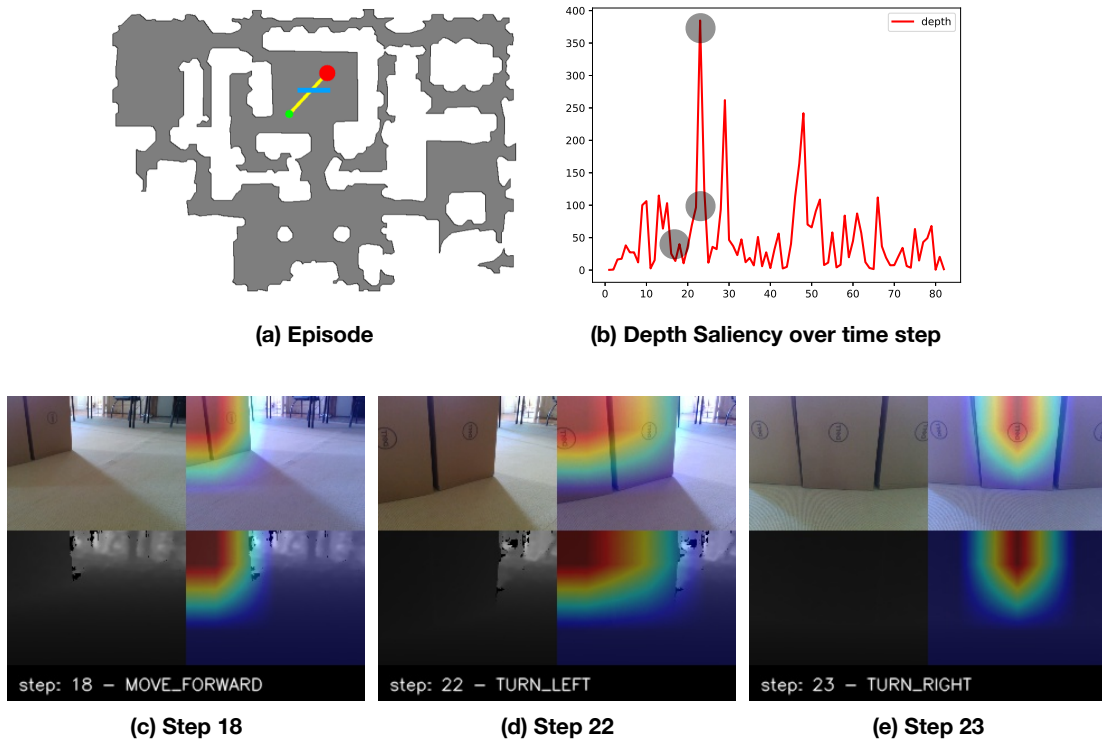 400
350
300
250
200
150
100
50
0
0 10 20 30 40 50 60 70 80
depth
(a) Episode
(b) Depth Saliency over time step
step: 18 – MOVE_FORWARD
step: 22 – TURN_LEFT
step: 23 – TURN_RIGHT
(c) Step 18
(d) Step 22
(e) Step 23